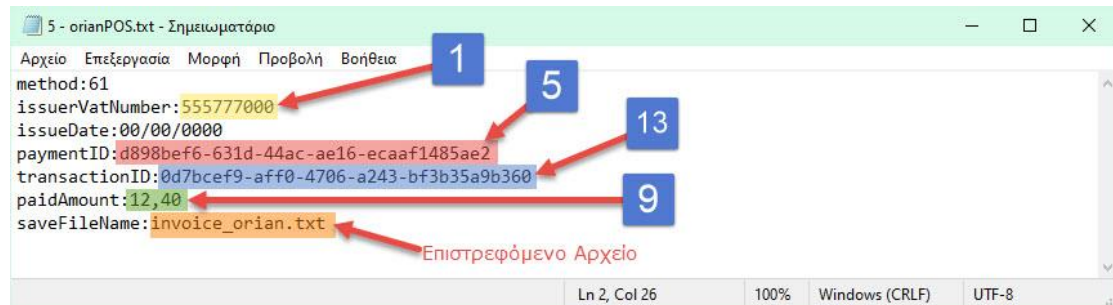 5 - orianPOS.txt - Σημειωματάριο
Αρχείο Επεξεργασία Μορφή Προβολή Βοήθεια
1
method:61
5
issuerVatNumber:555777000
issueDate:00/00/0000
13
paymentID:d898bef6-631d-44ac-ae16-ecaaf1485ae2
transactionID:0d7bcef9-aff0-4706-a243-bf3b35a9b360
paidAmount:12,40
9
saveFileName:invoice_orian.txt
Επιστρεφόμενο Αρχείο
Ln 2, Col 26 100% Windows (CRLF) UTF-8